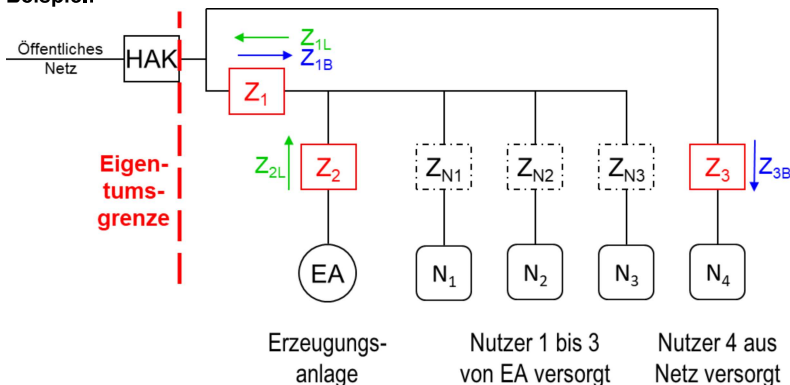 Beispiel:
Öffentliches
Netz
HAK
Z1L
Z1B
Z1
Eigen-
tums-
grenze
Z2L
Z2
ZN1
ZN2
ZN3
Z3
Z3B
EA
N1
N2
N3
N4
Erzeugungs-
anlage
Nutzer 1 bis 3
von EA versorgt
Nutzer 4 aus
Netz versorgt